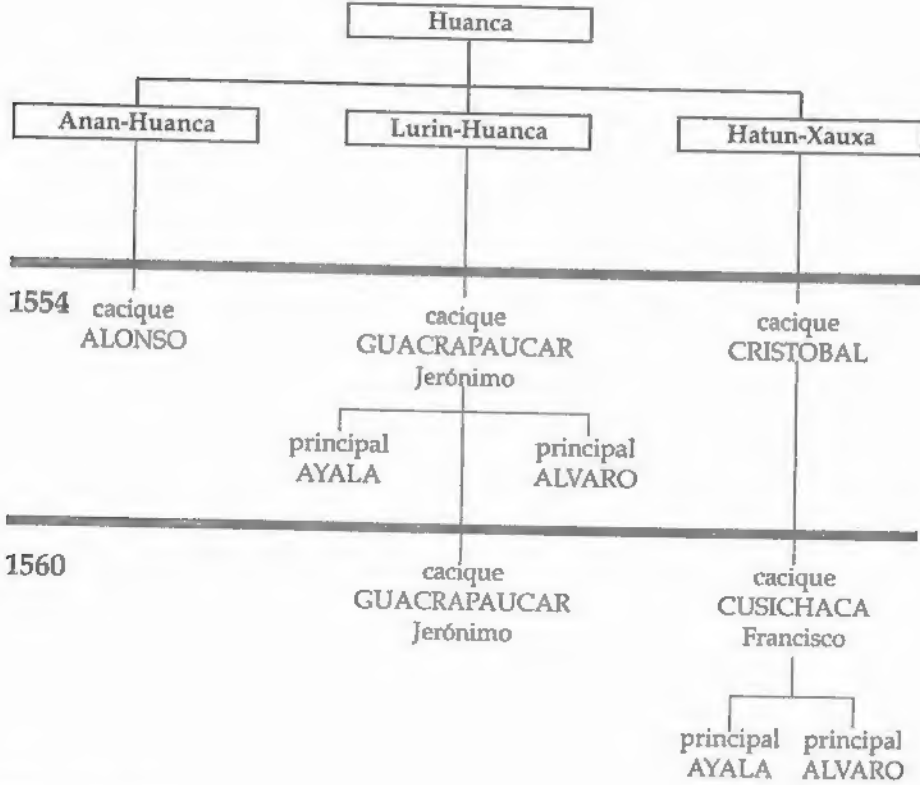 Huanca
Anan-Huanca
Lurin-Huanca
Hatun-Xauxa
1554
cacique
ALONSO
cacique
GUACRAPAUCAR
Jerónimo
cacique
CRISTOBAL
principal
AYALA
principal
ALVARO
1560
cacique
GUACRAPAUCAR
Jerónimo
cacique
CUSICHACA
Francisco
principal
AYALA
principal
ALVARO